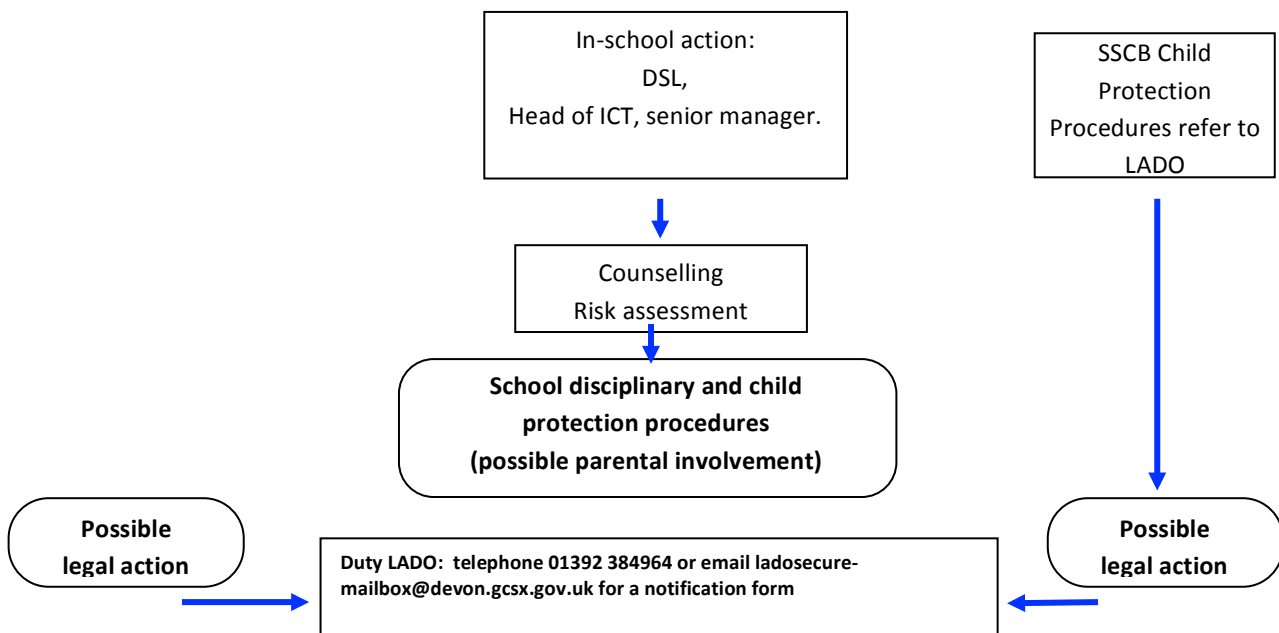 In-school action:
DSL,
Head of ICT, senior manager.
SSCB Child
Protection
Procedures refer to
LADO
Counselling
Risk assessment
School disciplinary and child
protection procedures
(possible parental involvement)
Possible
legal action
Possible
legal action
Duty LADO: telephone 01392 384964 or email ladosecure-
mailbox@devon.gcsx.gov.uk for a notification form